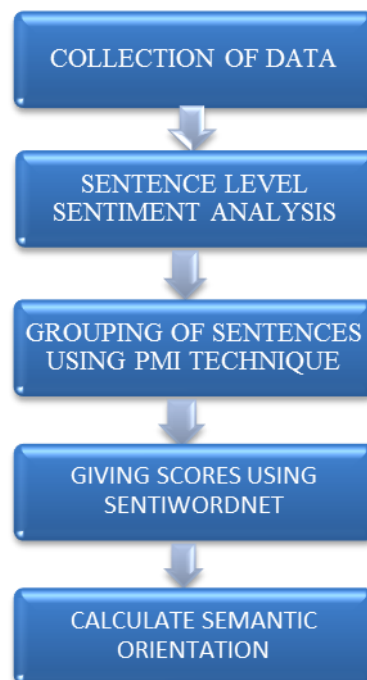 COLLECTION OF DATA
SENTENCE LEVEL
SENTIMENT ANALYSIS
GROUPING OF SENTENCES
USING PMI TECHNIQUE
GIVING SCORES USING
SENTIWORDNET
CALCULATE SEMANTIC
ORIENTATION